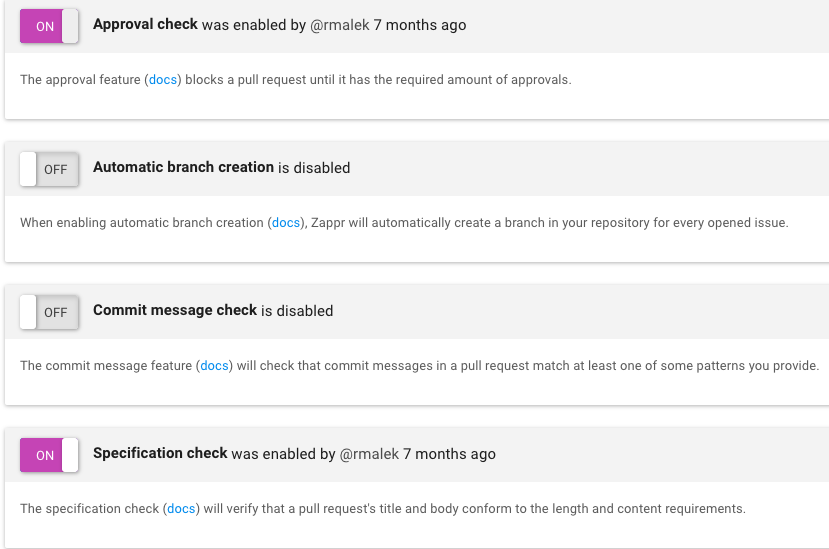 ON Approval check was enabled by @rmalek 7 months ago
The approval feature (docs) blocks a pull request until it has the required amount of approvals.
OFF Automatic branch creation is disabled
When enabling automatic branch creation (docs), Zappr will automatically create a branch in your repository for every opened issue.
OFF Commit message check is disabled
The commit message feature (docs) will check that commit messages in a pull request match at least one of some patterns you provide.
ON Specification check was enabled by @rmalek 7 months ago
The specification check (docs) will verify that a pull request's title and body conform to the length and content requirements.